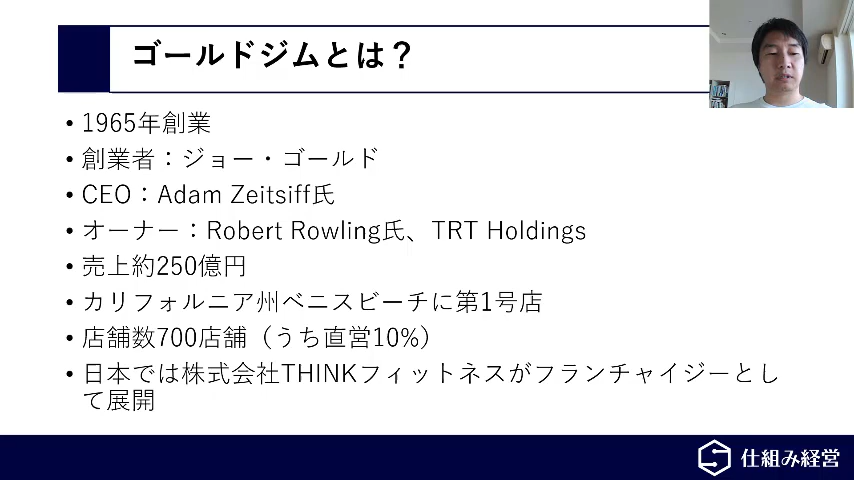 ゴールドジムとは？
• 1965年創業
• 創業者：ジョー・ゴールド
• CEO：Adam Zeitsiff氏
• オーナー：Robert Rowling氏、TRT Holdings
• 売上約250億円
• カリフォルニア州ベニスビーチに第1号店
• 店舗数700店舗（うち直営10%）
• 日本では株式会社THINKフィットネスがフランチャイジーとし
て展開
仕組み経営